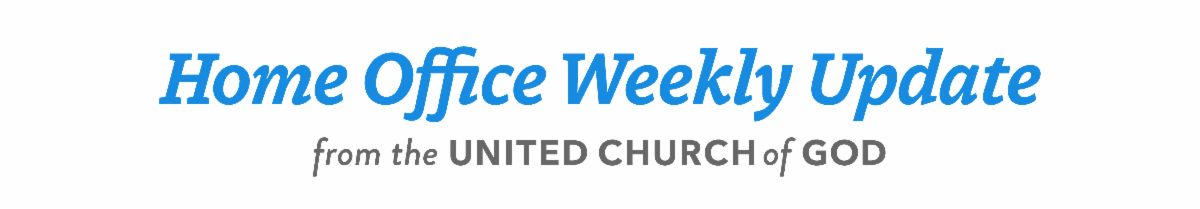 Home Office Weekly Update
from the UNITED CHURCH of GOD